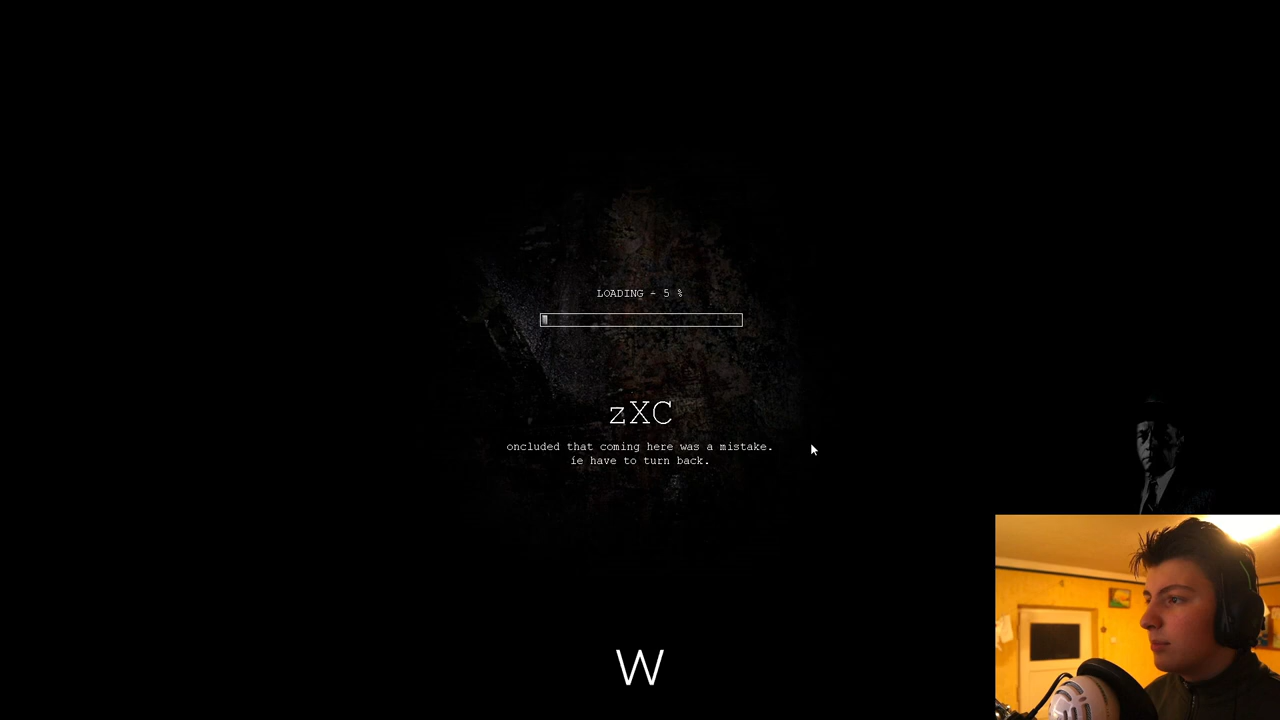 LOADING - 5 %
zXC
oncluded that coming here was a mistake.
ie have to turn back.
W